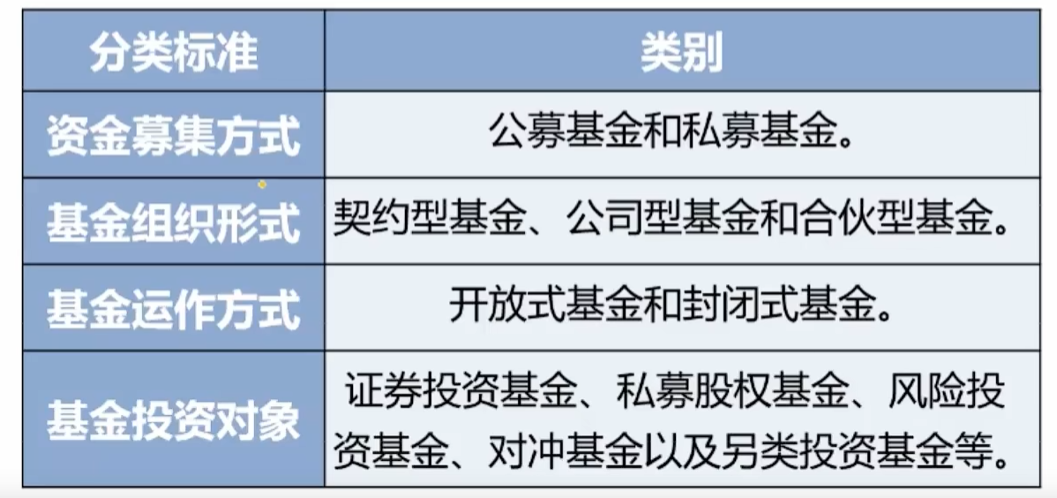 分类标准 类别
资金募集方式 公募基金和私募基金。
基金组织形式 契约型基金、公司型基金和合伙型基金。
基金运作方式 开放式基金和封闭式基金。
基金投资对象 证券投资基金、私募股权基金、风险投
资基金、对冲基金以及另类投资基金等。